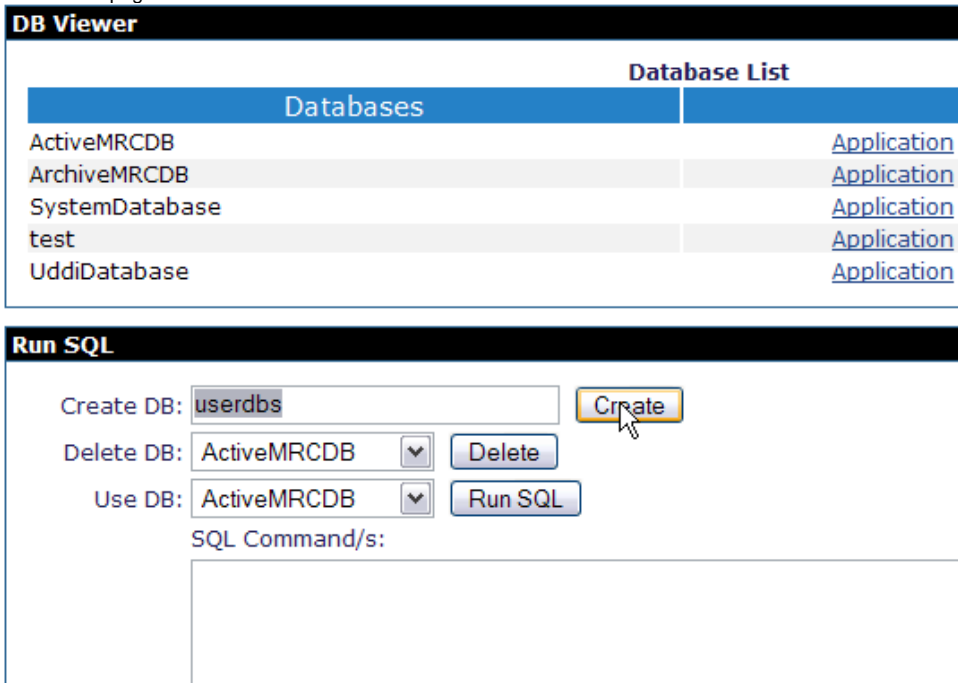 DB Viewer
Database List
Databases
ActiveMRCDB Application
ArchiveMRCDB Application
SystemDatabase Application
test Application
UddiDatabase Application
Run SQL
Create DB: userdbs Create
Delete DB: ActiveMRCDB Delete
Use DB: ActiveMRCDB Run SQL
SQL Command/s: